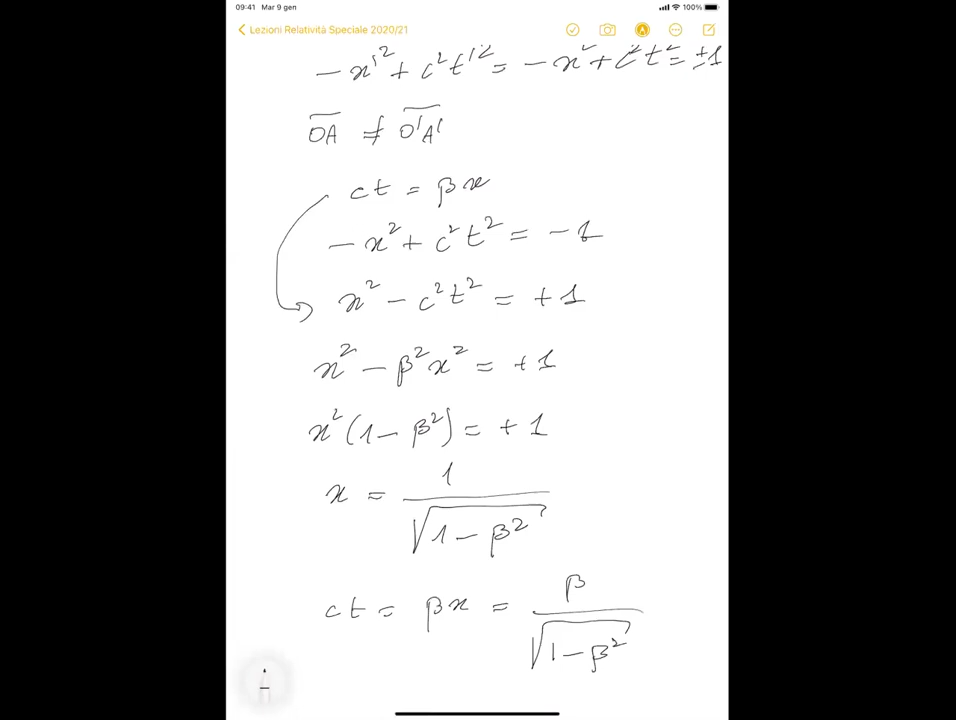 09:41 Mar 9 gen 100%
Lezioni Relatività Speciale 2020/21
-x'² + c²t'² = -x² + c²t² = ±1
OA ≠ O'A'
ct = βx
-x² + c²t² = -1
x² - c²t² = +1
x² - β²x² = +1
x²(1 - β²) = +1
x = 1 / √(1 - β²)
ct = βx = β / √(1 - β²)